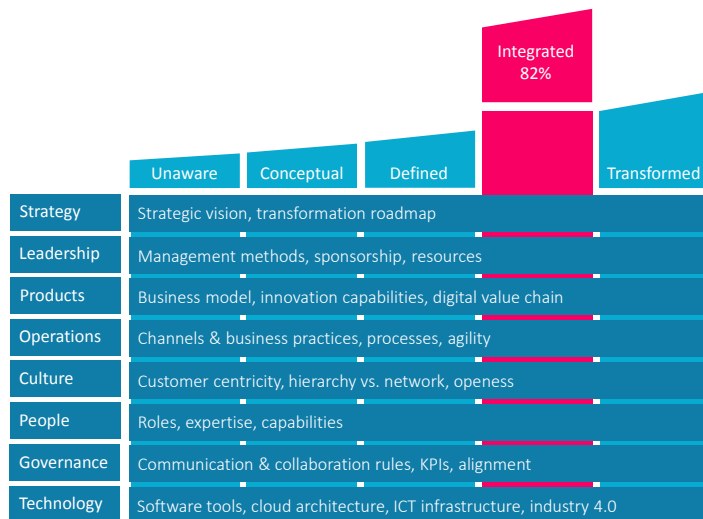 Integrated
82%
Unaware
Conceptual
Defined
Transformed
Strategy
Strategic vision, transformation roadmap
Leadership
Management methods, sponsorship, resources
Products
Business model, innovation capabilities, digital value chain
Operations
Channels & business practices, processes, agility
Culture
Customer centricity, hierarchy vs. network, openess
People
Roles, expertise, capabilities
Governance
Communication & collaboration rules, KPIs, alignment
Technology
Software tools, cloud architecture, ICT infrastructure, industry 4.0